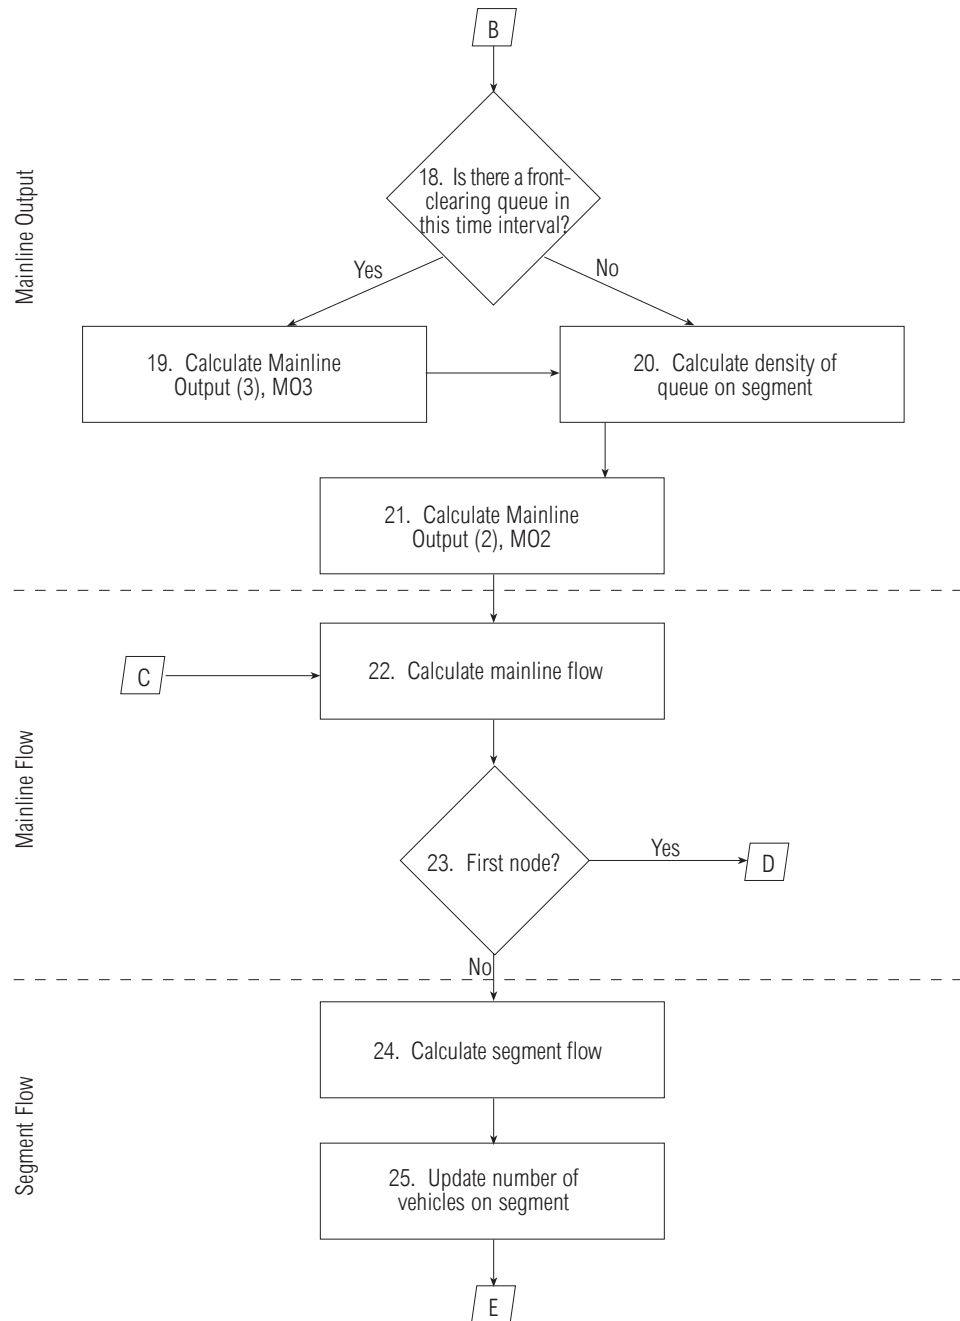 B
Mainline Output
18. Is there a front-
clearing queue in
this time interval?
Yes
No
19. Calculate Mainline
Output (3), MO3
20. Calculate density of
queue on segment
21. Calculate Mainline
Output (2), MO2
Mainline Flow
C
22. Calculate mainline flow
23. First node?
Yes
D
No
Segment Flow
24. Calculate segment flow
25. Update number of
vehicles on segment
E